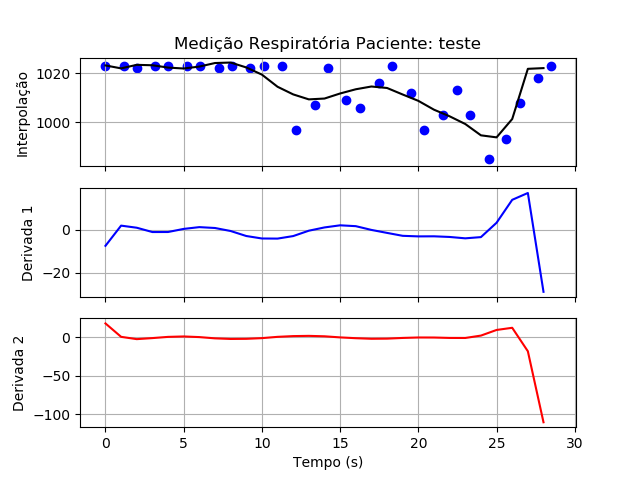 Medição Respiratória Paciente: teste
Interpolação
1020
1000
Derivada 1
0
−20
Derivada 2
0
−50
−100
0 5 10 15 20 25 30
Tempo (s)